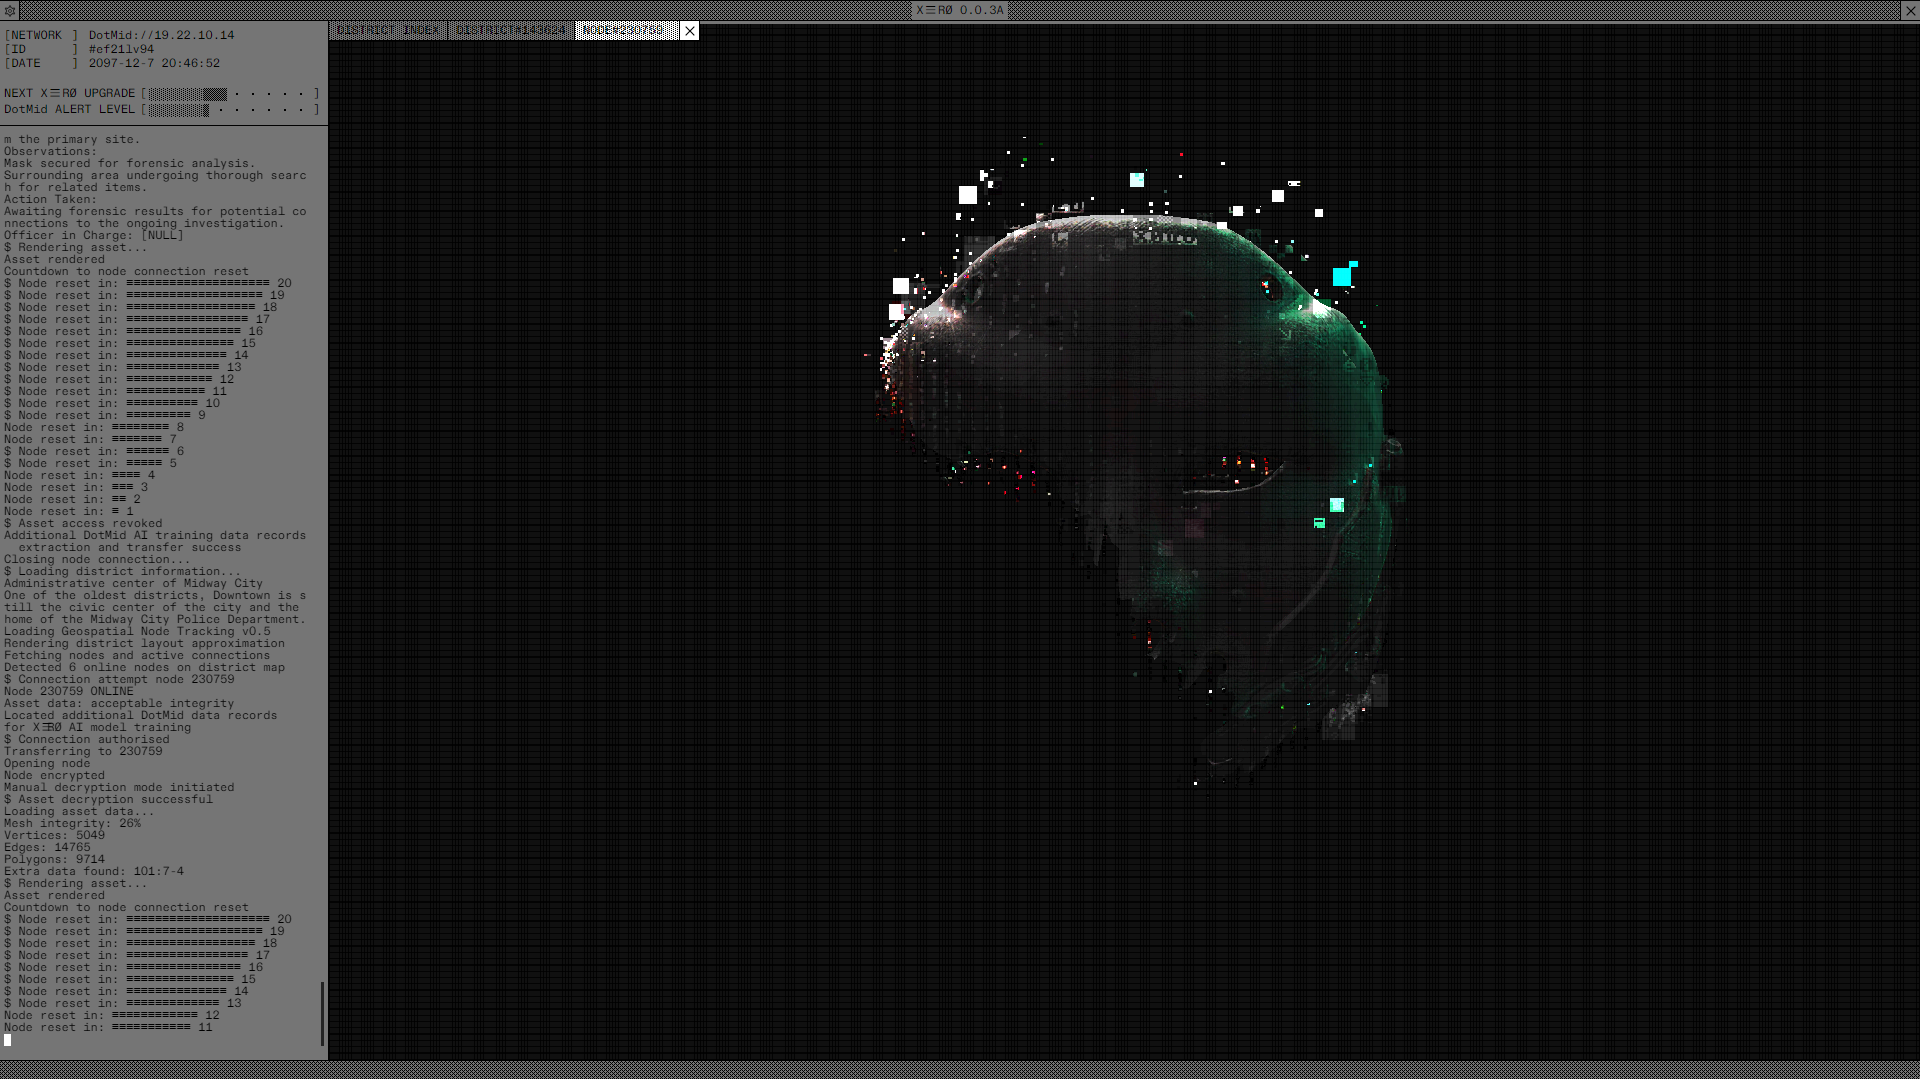 X☰RØ 0.0.3A
[NETWORK ] DotMid://19.22.10.14
[ID ] #ef21lv94
[DATE ] 2097-12-7 20:46:52
NEXT X☰RØ UPGRADE [ · · · · · ]
DotMid ALERT LEVEL [ · · · · · · ]
DISTRICT INDEX
DISTRICT#143624
NODE#230759
m the primary site.
Observations:
Mask secured for forensic analysis.
Surrounding area undergoing thorough searc
h for related items.
Action Taken:
Awaiting forensic results for potential co
nnections to the ongoing investigation.
Officer in Charge: [NULL]
$ Rendering asset...
Asset rendered
Countdown to node connection reset
$ Node reset in: ==================== 20
$ Node reset in: =================== 19
$ Node reset in: ================== 18
$ Node reset in: ================= 17
$ Node reset in: ================ 16
$ Node reset in: =============== 15
$ Node reset in: ============== 14
$ Node reset in: ============= 13
$ Node reset in: ============ 12
$ Node reset in: =========== 11
$ Node reset in: ========== 10
$ Node reset in: ========= 9
Node reset in: ======== 8
Node reset in: ======= 7
$ Node reset in: ====== 6
$ Node reset in: ===== 5
Node reset in: ==== 4
Node reset in: === 3
Node reset in: == 2
Node reset in: = 1
$ Asset access revoked
Additional DotMid AI training data records
extraction and transfer success
Closing node connection...
$ Loading district information...
Administrative center of Midway City
One of the oldest districts, Downtown is s
till the civic center of the city and the
home of the Midway City Police Department.
Loading Geospatial Node Tracking v0.5
Rendering district layout approximation
Fetching nodes and active connections
Detected 6 online nodes on district map
$ Connection attempt node 230759
Node 230759 ONLINE
Asset data: acceptable integrity
Located additional DotMid data records
for X☰RØ AI model training
$ Connection authorised
Transferring to 230759
Opening node
Node encrypted
Manual decryption mode initiated
$ Asset decryption successful
Loading asset data...
Mesh integrity: 26%
Vertices: 5049
Edges: 14765
Polygons: 9714
Extra data found: 101:7-4
$ Rendering asset...
Asset rendered
Countdown to node connection reset
$ Node reset in: ==================== 20
$ Node reset in: =================== 19
$ Node reset in: ================== 18
$ Node reset in: ================= 17
$ Node reset in: ================ 16
$ Node reset in: =============== 15
$ Node reset in: ============== 14
$ Node reset in: ============= 13
Node reset in: ============ 12
Node reset in: =========== 11